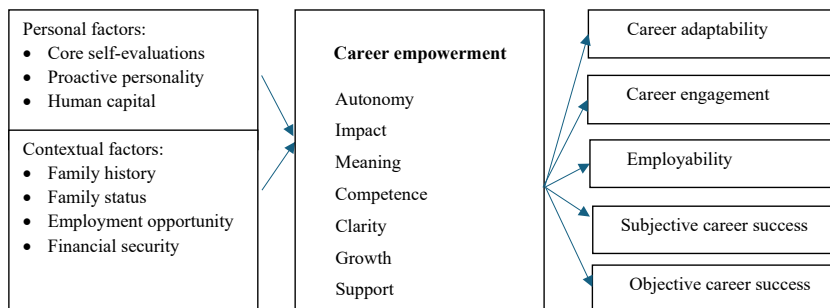 Personal factors:
• Core self-evaluations
• Proactive personality
• Human capital
Contextual factors:
• Family history
• Family status
• Employment opportunity
• Financial security
Career empowerment
Autonomy
Impact
Meaning
Competence
Clarity
Growth
Support
Career adaptability
Career engagement
Employability
Subjective career success
Objective career success